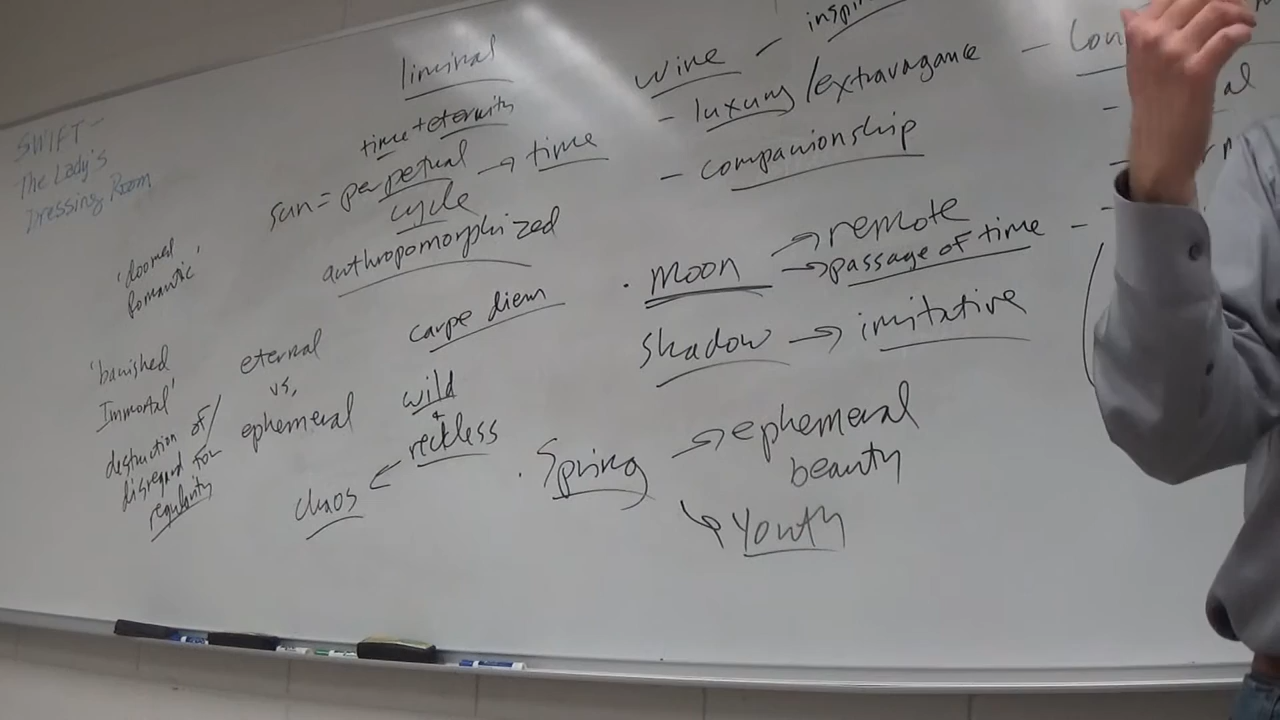 SWIFT -
The Lady's
Dressing Room
'doomed
Romantic'
'banished
Immortal'
destruction of/
disregard for
regularity
eternal
vs.
ephemeral
liminal
time + eternity
sun = perpetual → time
cycle
anthropomorphized
carpe diem
wild
+
reckless
chaos ←
wine -
- luxury/extravagance
- companionship
· moon → remote
→ passage of time
shadow → imitative
· Spring → ephemeral
beauty
↳ Youth